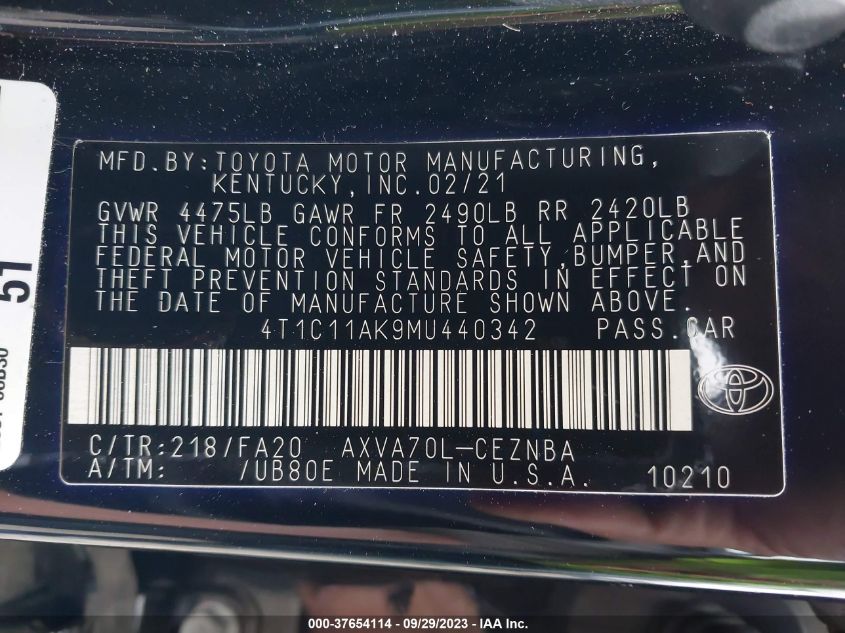 MFD.BY:TOYOTA MOTOR MANUFACTURING,
KENTUCKY,INC.02/21
GVWR 4475LB GAWR FR 2490LB RR 2420LB
THIS VEHICLE CONFORMS TO ALL APPLICABLE
FEDERAL MOTOR VEHICLE SAFETY,BUMPER,AND
THEFT PREVENTION STANDARDS IN EFFECT ON
THE DATE OF MANUFACTURE SHOWN ABOVE.
4T1C11AK9MU440342 PASS.CAR
C/TR:218/FA20 AXVA70L-CEZNBA
A/TM: /UB80E MADE IN U.S.A. 10210
51
000-37654114 - 09/29/2023 - © IAA Inc.